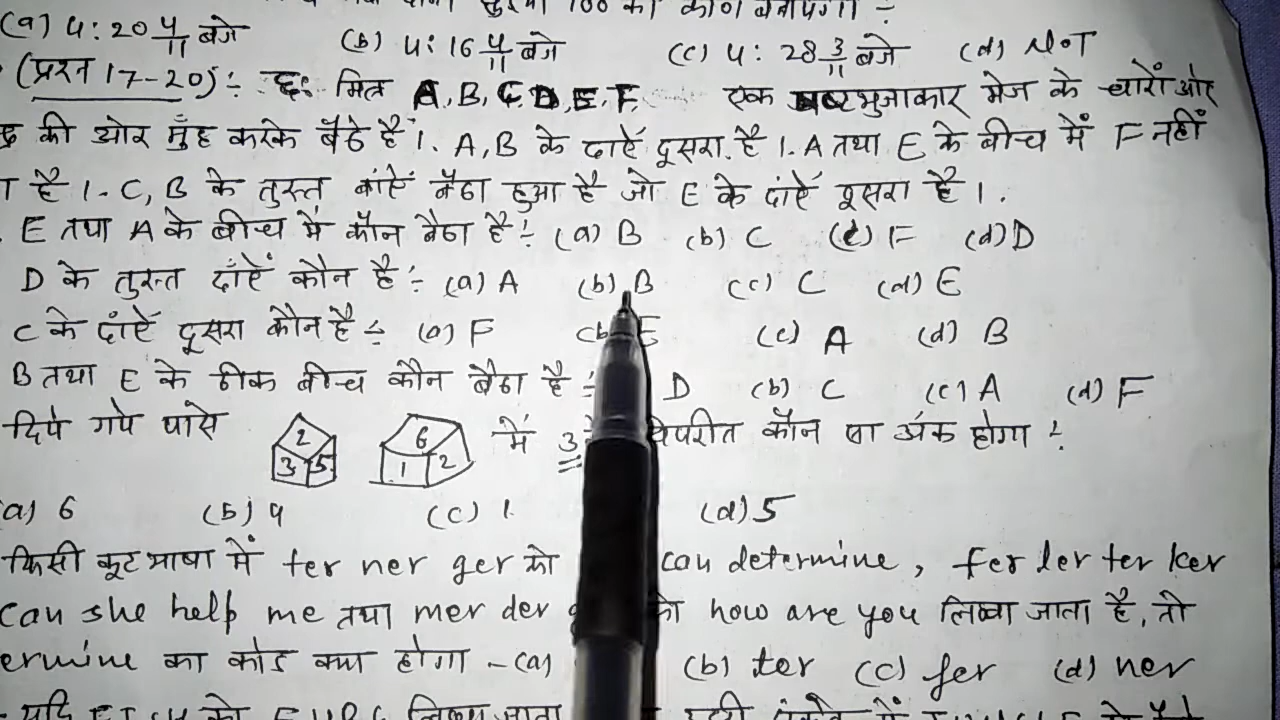 (a) 4:20 4/11 बजे (b) 4:16 4/11 बजे (c) 4:28 3/11 बजे (d) NOT
(प्रश्न 17-20) :- छः मित्र A, B, C, D, E, F, एक षष्टभुजाकार मेज के चारों ओर
की ओर मुँह करके बैठे हैं। A, B के दाऐं दूसरा है। A तथा E के बीच में F नहीं
है। C, B के तुरन्त बांऐं बैठा हुआ है जो E के दांऐं दूसरा है।
E तथा A के बीच में कौन बैठा है :- (a) B (b) C (c) F (d) D
D के तुरन्त दाँऐं कौन है :- (a) A (b) B (c) C (d) E
C के दांऐं दूसरा कौन है :- (a) F (b) E (c) A (d) B
B तथा E के ठीक बीच कौन बैठा है :- D (b) C (c) A (d) F
दिये गये पासे 2 3 5 6 1 2 में 3 विपरीत कौन सा अंक होगा :
(a) 6 (b) 4 (c) 1 (d) 5
किसी कूट भाषा में ter ner ger को can determine, fer ler ter ker
can she help me तथा mer der को how are you लिखा जाता है, तो
ermine का कोड क्या होगा - (a) (b) ter (c) fer (d) ner